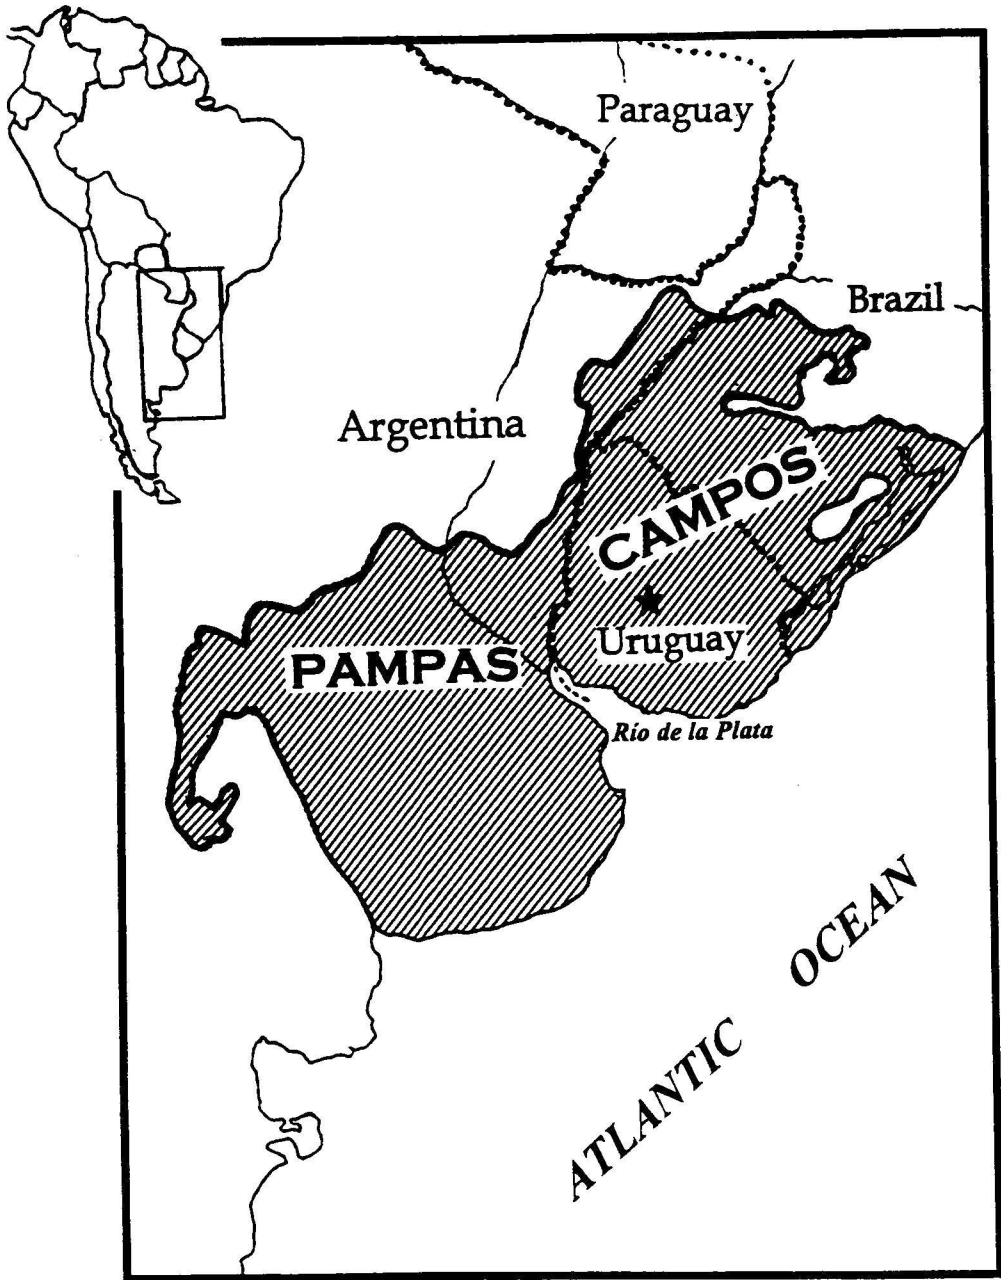 Paraguay
Brazil
Argentina
CAMPOS
Uruguay
PAMPAS
Río de la Plata
ATLANTIC OCEAN